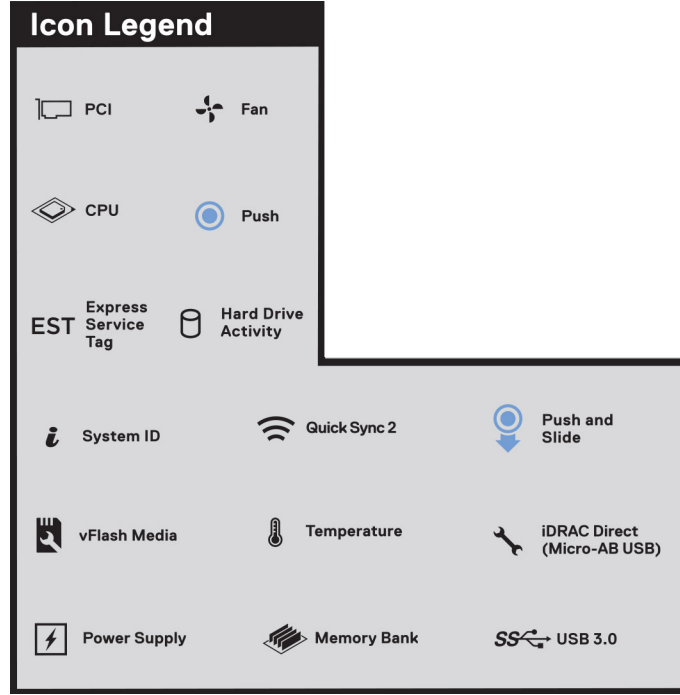 Icon Legend
PCI
Fan
CPU
Push
EST
Express
Service
Tag
Hard Drive
Activity
System ID
Quick Sync 2
Push and
Slide
vFlash Media
Temperature
iDRAC Direct
(Micro-AB USB)
Power Supply
Memory Bank
SS
USB 3.0